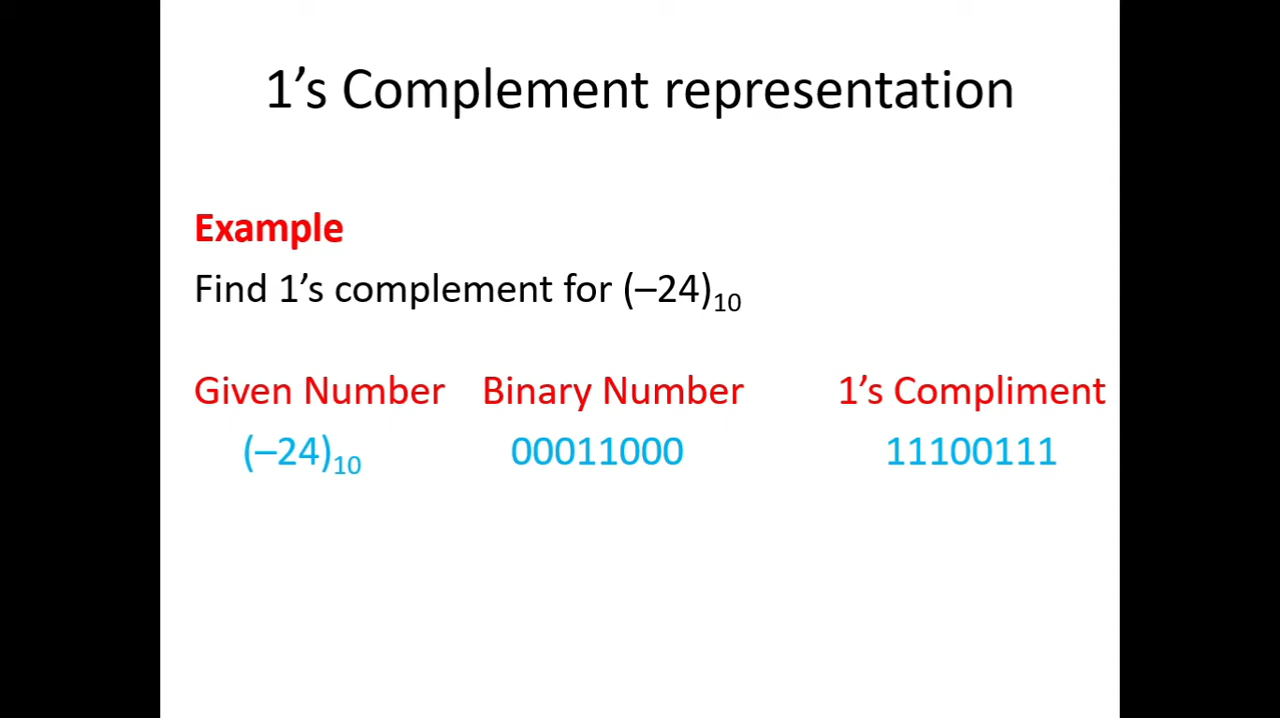 1’s Complement representation
Example
Find 1’s complement for (–24)₁₀
Given Number Binary Number 1’s Compliment
(–24)₁₀ 00011000 11100111